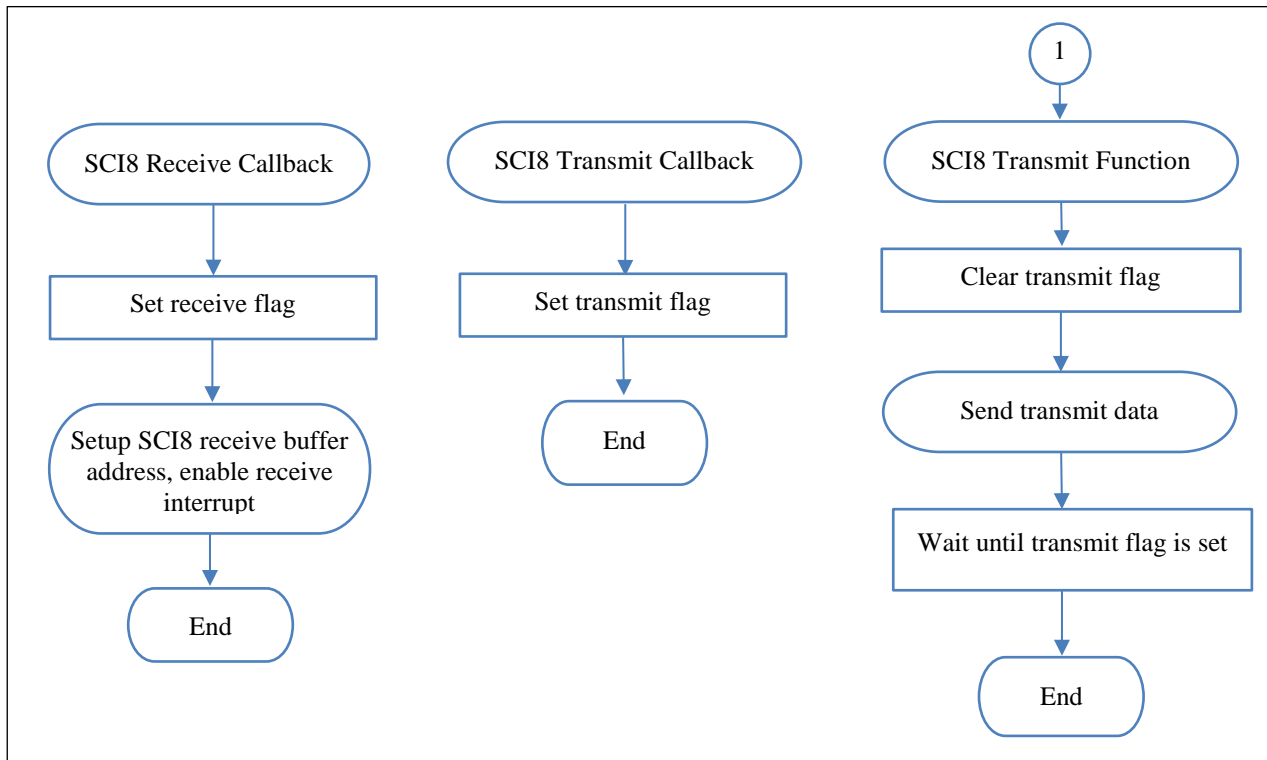 SCI8 Receive Callback
Set receive flag
Setup SCI8 receive buffer
address, enable receive
interrupt
End
SCI8 Transmit Callback
Set transmit flag
End
1
SCI8 Transmit Function
Clear transmit flag
Send transmit data
Wait until transmit flag is set
End